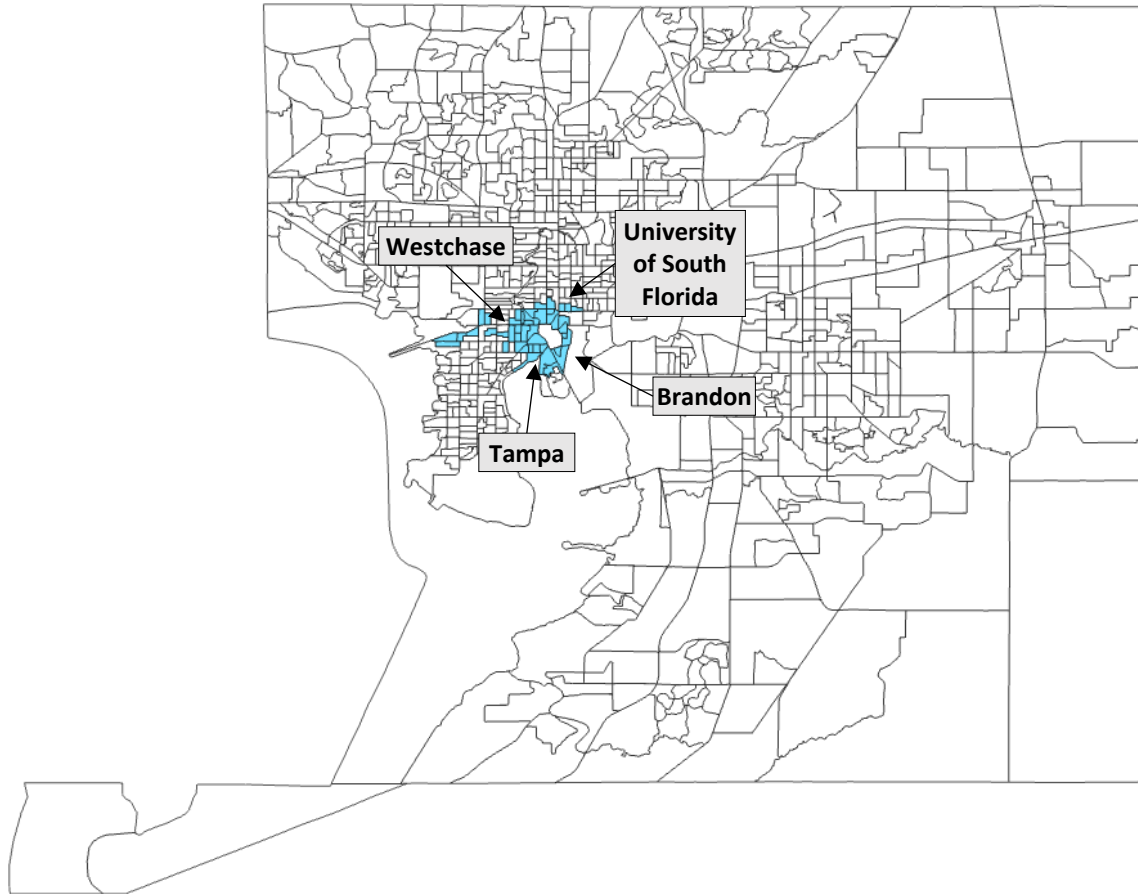 Westchase
University
of South
Florida
Brandon
Tampa